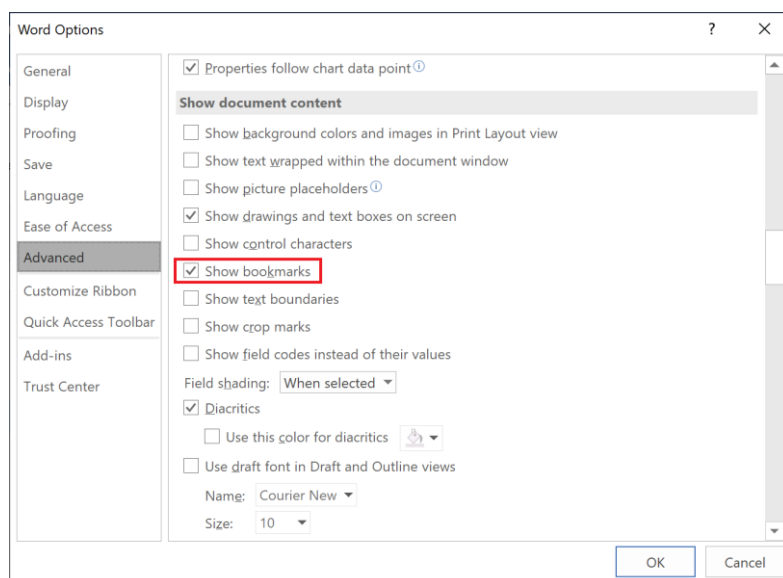 Word Options
?
General
Display
Proofing
Save
Language
Ease of Access
Advanced
Customize Ribbon
Quick Access Toolbar
Add-ins
Trust Center
Properties follow chart data point
Show document content
Show background colors and images in Print Layout view
Show text wrapped within the document window
Show picture placeholders
Show drawings and text boxes on screen
Show control characters
Show bookmarks
Show text boundaries
Show crop marks
Show field codes instead of their values
Field shading: When selected
Diacritics
Use this color for diacritics
Use draft font in Draft and Outline views
Name: Courier New
Size: 10
OK Cancel